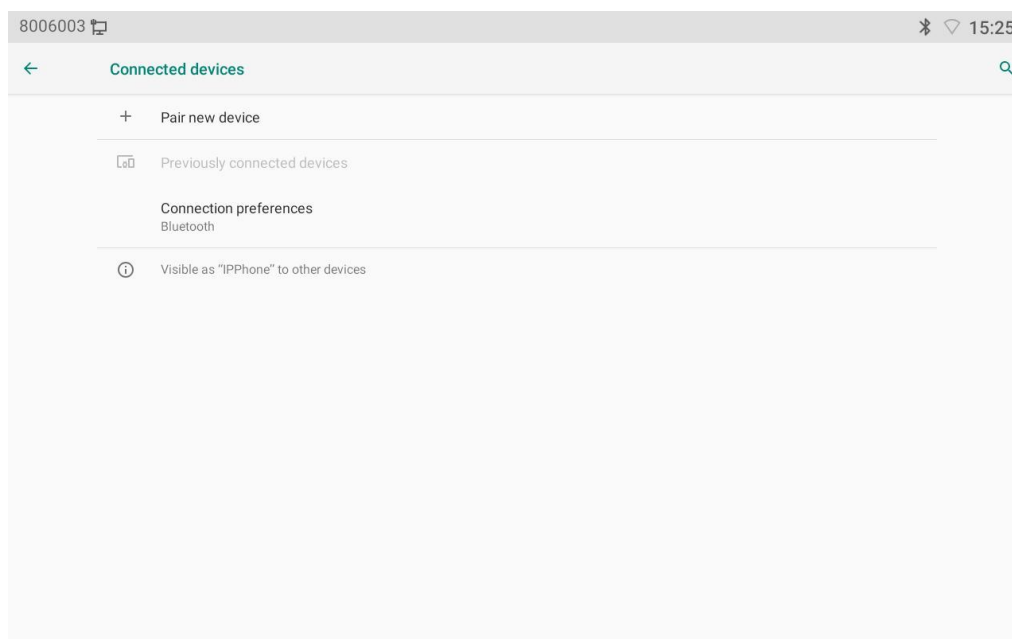 8006003
15:25
Connected devices
Pair new device
Previously connected devices
Connection preferences
Bluetooth
Visible as “IPPhone” to other devices